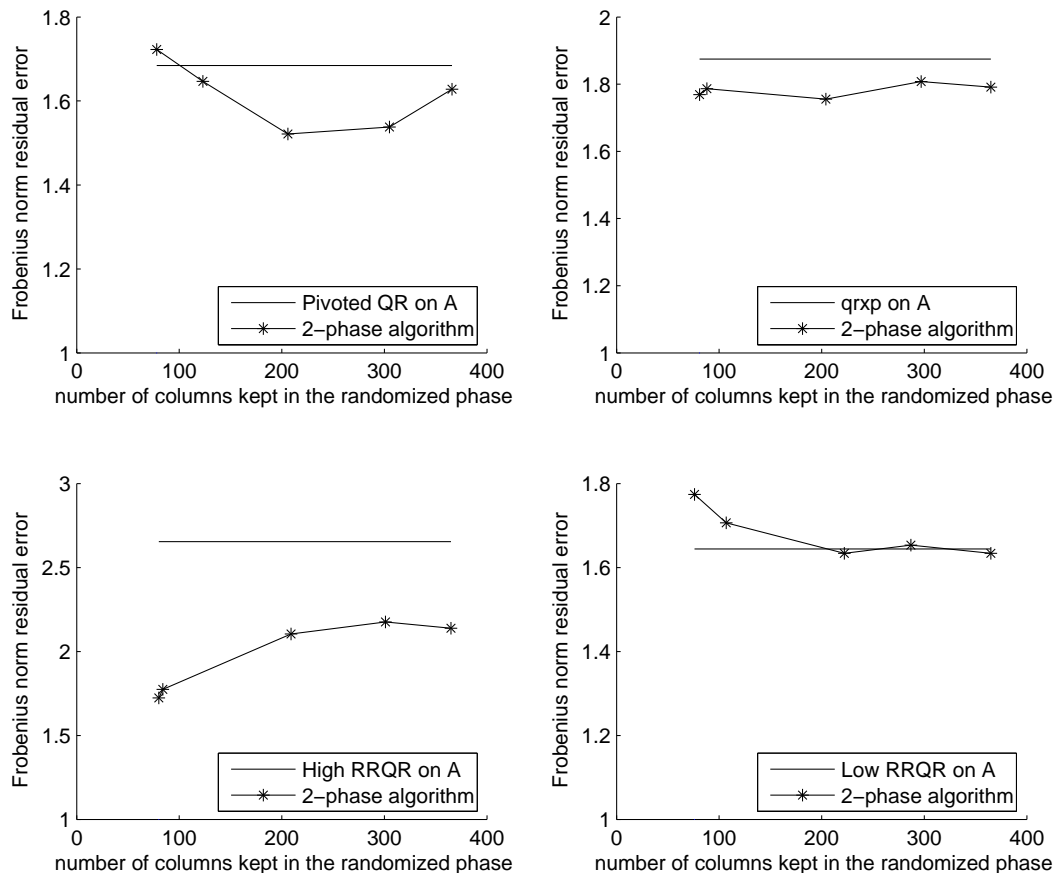 1.8
1.6
1.4
1.2
1
Frobenius norm residual error
Pivoted QR on A
2−phase algorithm
0 100 200 300 400
number of columns kept in the randomized phase
2
1.8
1.6
1.4
1.2
1
Frobenius norm residual error
qrxp on A
2−phase algorithm
0 100 200 300 400
number of columns kept in the randomized phase
3
2.5
2
1.5
1
Frobenius norm residual error
High RRQR on A
2−phase algorithm
0 100 200 300 400
number of columns kept in the randomized phase
1.8
1.6
1.4
1.2
1
Frobenius norm residual error
Low RRQR on A
2−phase algorithm
0 100 200 300 400
number of columns kept in the randomized phase